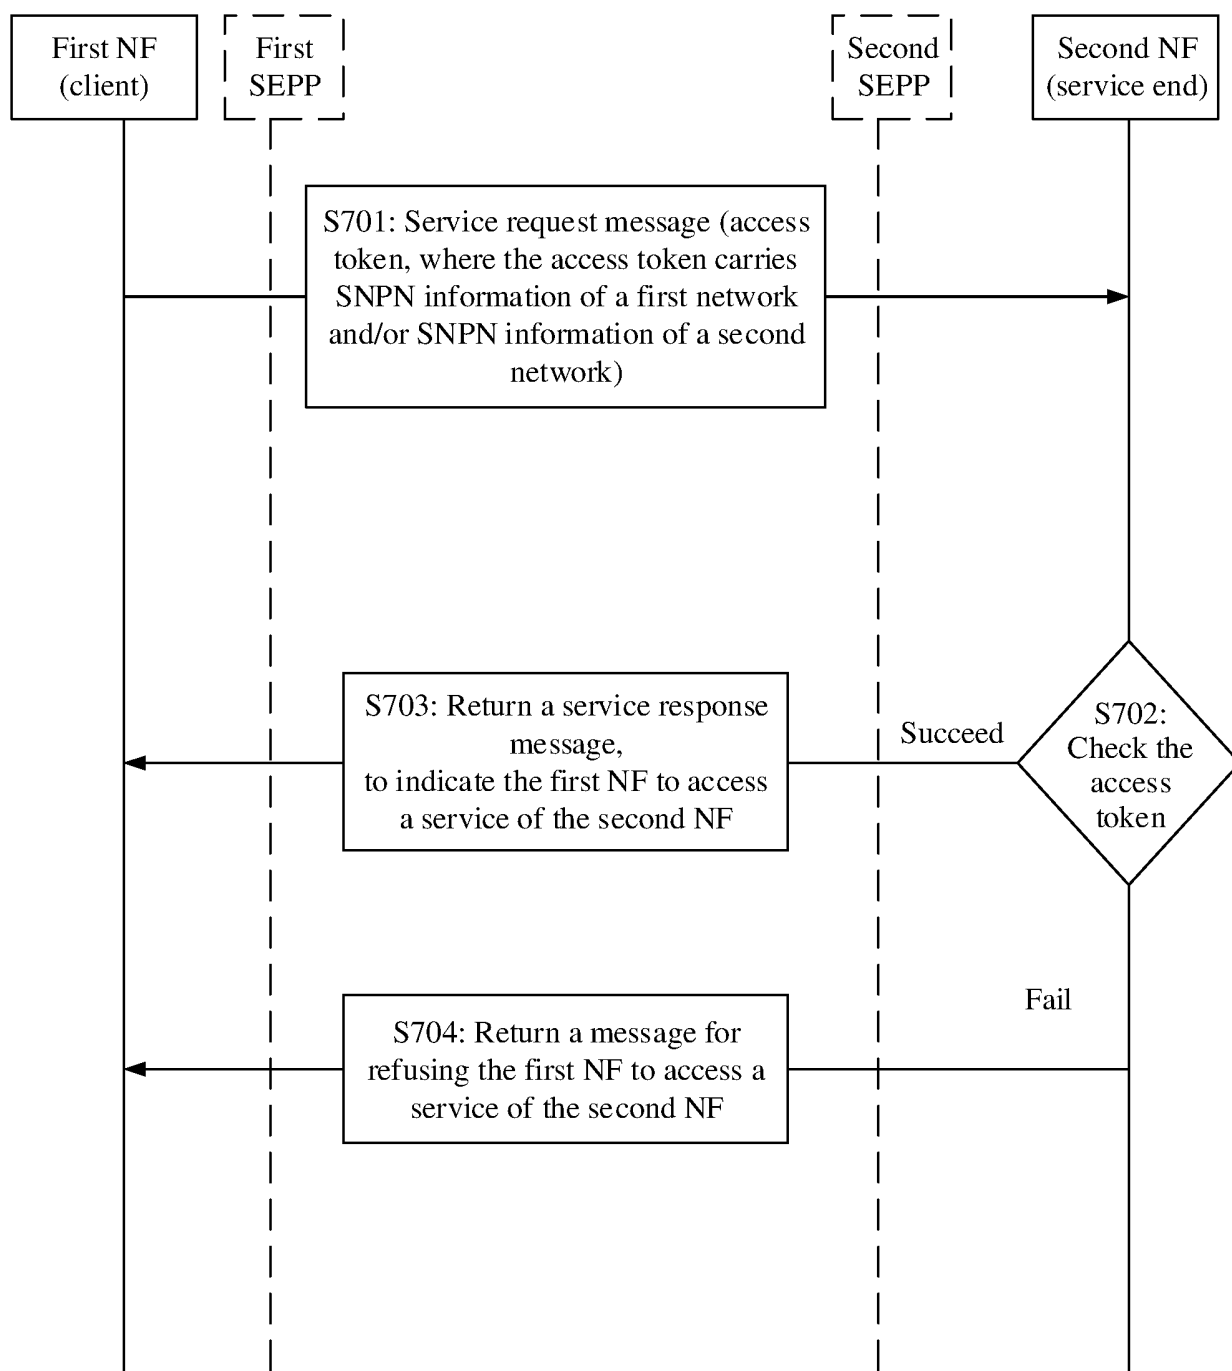 First NF
(client)
First
SEPP
Second
SEPP
Second NF
(service end)
S701: Service request message (access
token, where the access token carries
SNPN information of a first network
and/or SNPN information of a second
network)
S703: Return a service response
message,
to indicate the first NF to access
a service of the second NF
Succeed
S702:
Check the
access
token
Fail
S704: Return a message for
refusing the first NF to access a
service of the second NF